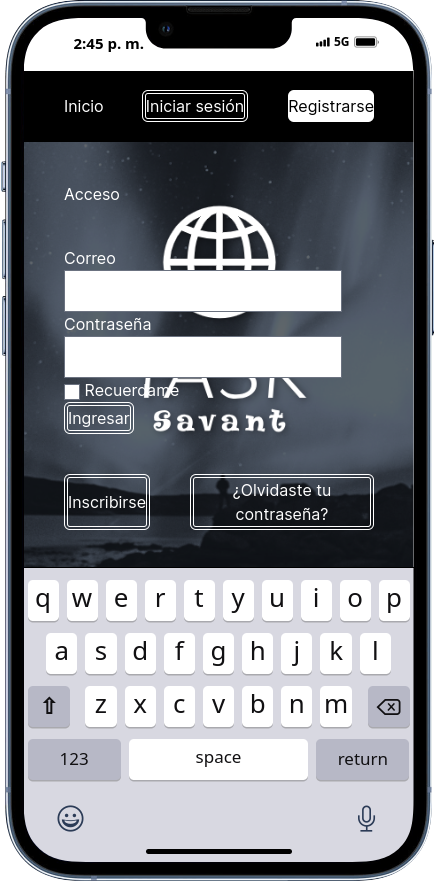 2:45 p. m. 5G
Inicio Iniciar sesión Registrarse
Acceso
Correo
Contraseña
TASK
Recuerdame
Ingresar
Savant
Inscribirse
¿Olvidaste tu
contraseña?
q w e r t y u i o p
a s d f g h j k l
z x c v b n m
123 space return